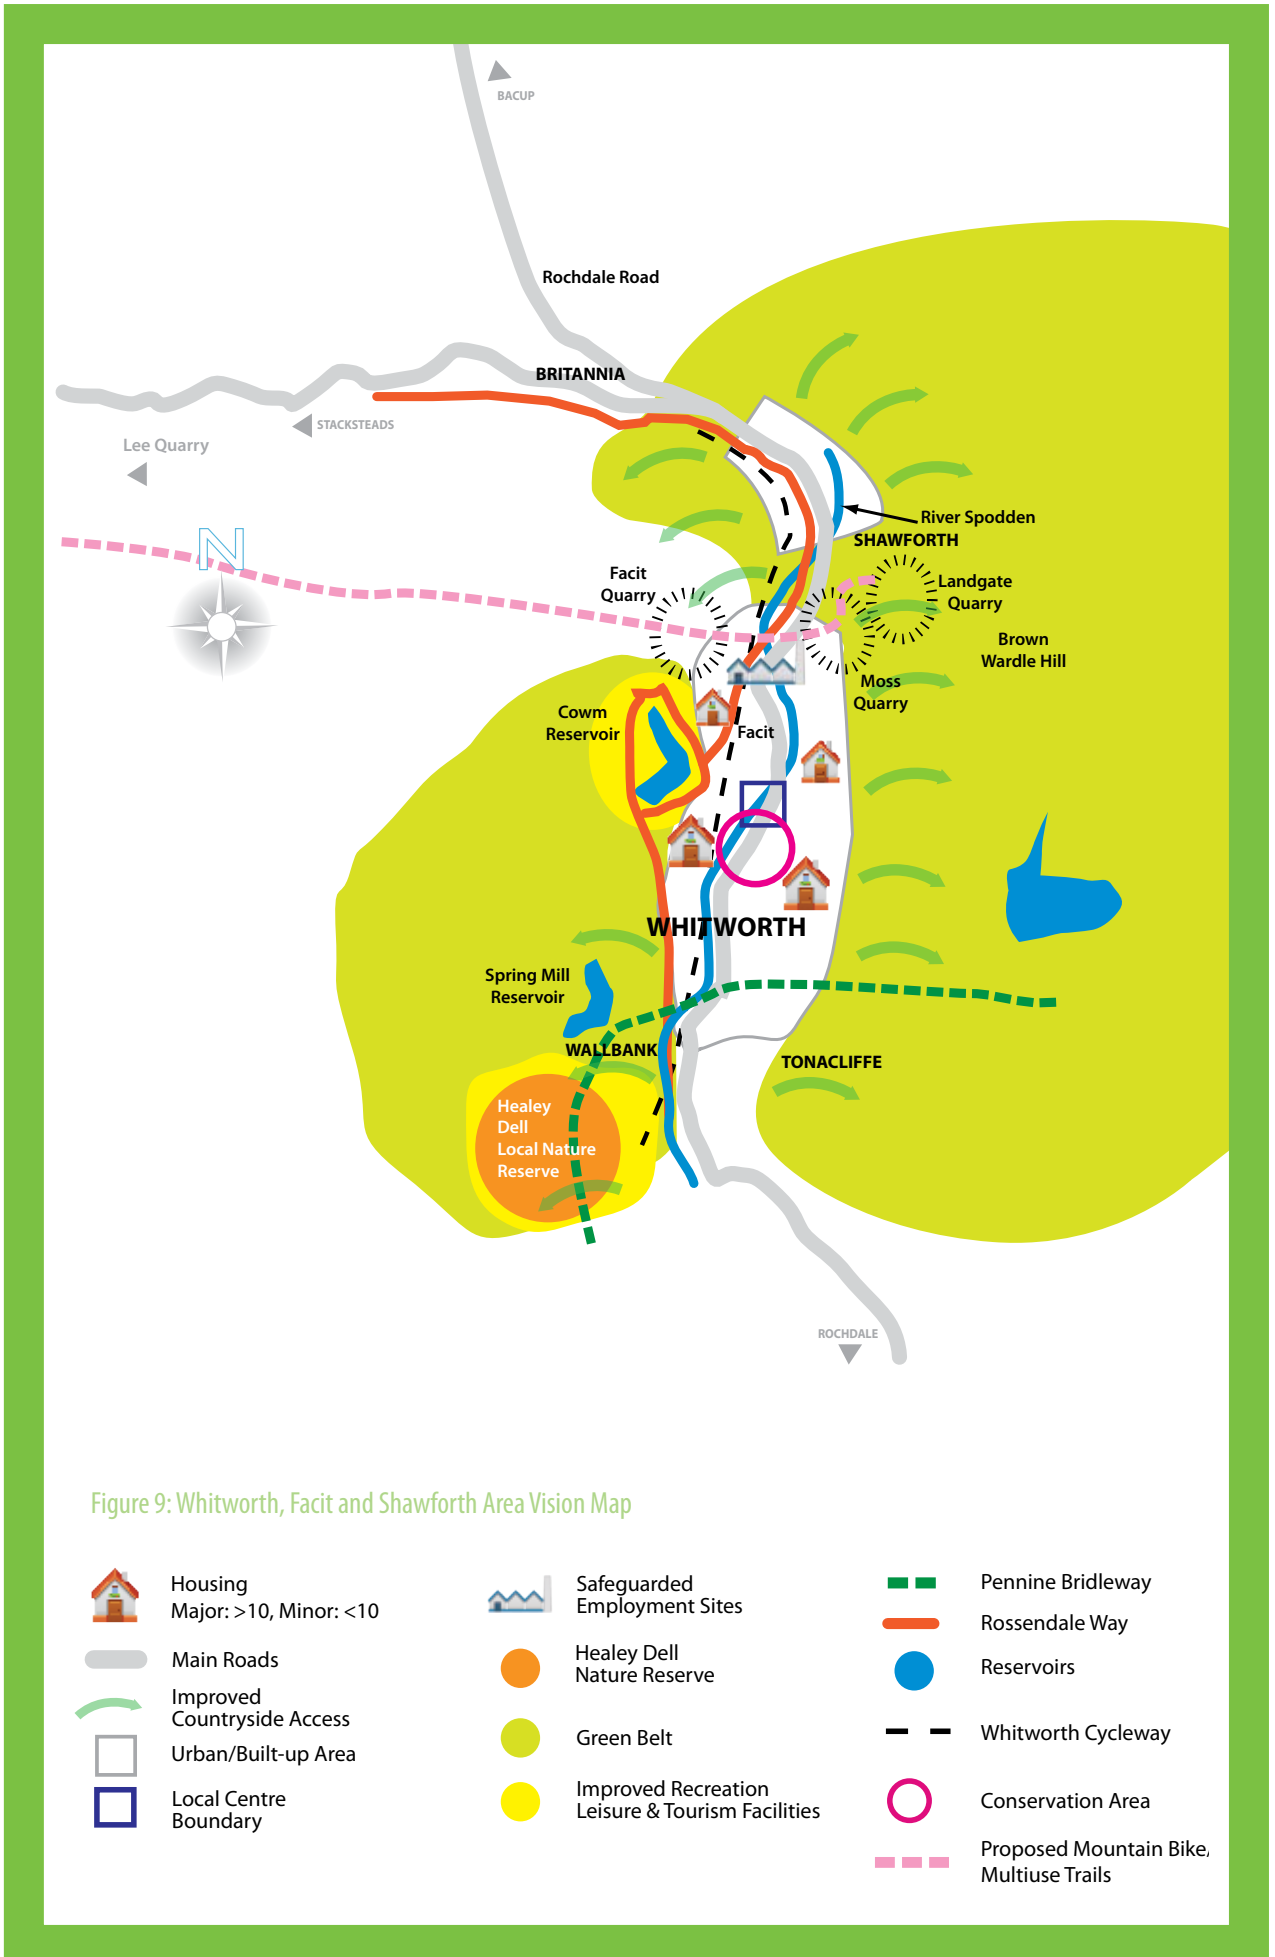 BACUP
Rochdale Road
BRITANNIA
STACKSTEADS
Lee Quarry
N
River Spodden
SHAWFORTH
Facit
Quarry
Landgate
Quarry
Brown
Wardle Hill
Moss
Quarry
Cowm
Reservoir
Facit
WHITWORTH
Spring Mill
Reservoir
WALLBANK
TONACLIFFE
Healey
Dell
Local Nature
Reserve
ROCHDALE
Figure 9: Whitworth, Facit and Shawforth Area Vision Map
Housing
Major: >10, Minor: <10
Main Roads
Improved
Countryside Access
Urban/Built-up Area
Local Centre
Boundary
Safeguarded
Employment Sites
Healey Dell
Nature Reserve
Green Belt
Improved Recreation
Leisure & Tourism Facilities
Pennine Bridleway
Rossendale Way
Reservoirs
Whitworth Cycleway
Conservation Area
Proposed Mountain Bike/
Multiuse Trails